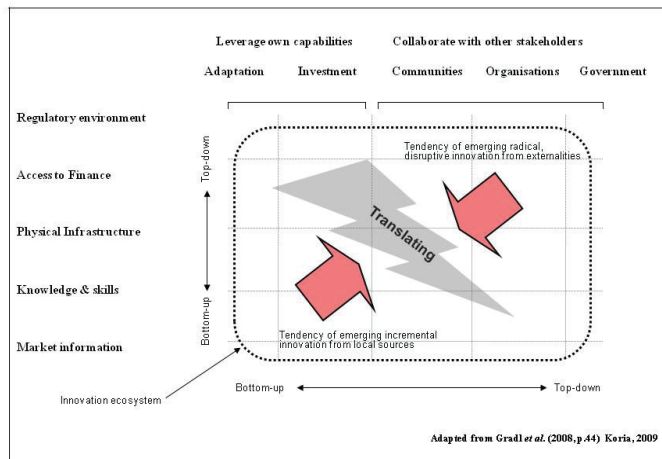 Leverage own capabilities
Collaborate with other stakeholders
Adaptation
Investment
Communities
Organisations
Government
Regulatory environment
Access to Finance
Physical Infrastructure
Knowledge & skills
Market information
Top-down
Bottom-up
Tendency of emerging radical,
disruptive innovation from externalities
Translating
Tendency of emerging incremental
innovation from local sources
Bottom-up
Top-down
Innovation ecosystem
Adapted from Gradl et al. (2008, p.44) Koria, 2009